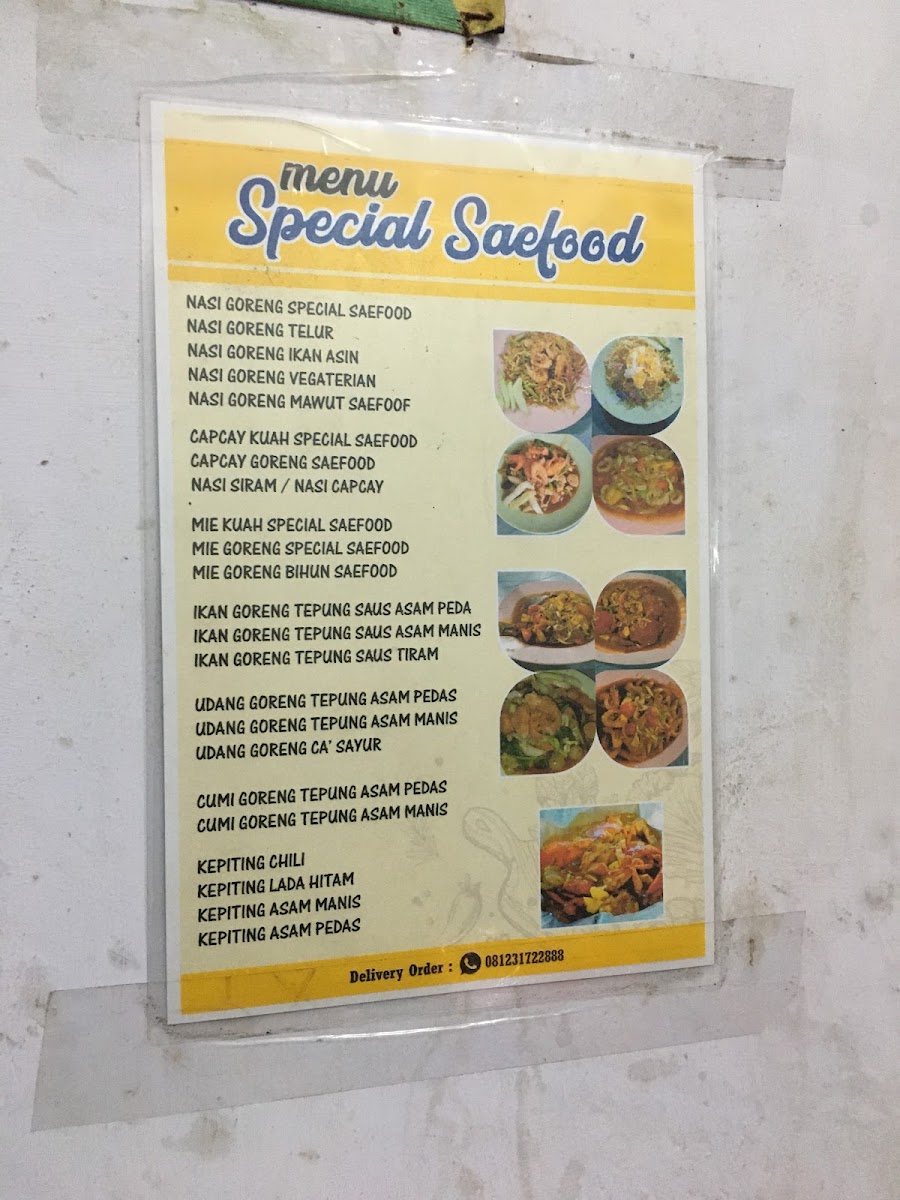 menu
Special Saefood
NASI GORENG SPECIAL SAEFOOD
NASI GORENG TELUR
NASI GORENG IKAN ASIN
NASI GORENG VEGATERIAN
NASI GORENG MAWUT SAEFOOF
CAPCAY KUAH SPECIAL SAEFOOD
CAPCAY GORENG SAEFOOD
NASI SIRAM / NASI CAPCAY
MIE KUAH SPECIAL SAEFOOD
MIE GORENG SPECIAL SAEFOOD
MIE GORENG BIHUN SAEFOOD
IKAN GORENG TEPUNG SAUS ASAM PEDA
IKAN GORENG TEPUNG SAUS ASAM MANIS
IKAN GORENG TEPUNG SAUS TIRAM
UDANG GORENG TEPUNG ASAM PEDAS
UDANG GORENG TEPUNG ASAM MANIS
UDANG GORENG CA' SAYUR
CUMI GORENG TEPUNG ASAM PEDAS
CUMI GORENG TEPUNG ASAM MANIS
KEPITING CHILI
KEPITING LADA HITAM
KEPITING ASAM MANIS
KEPITING ASAM PEDAS
Delivery Order : 081231722888